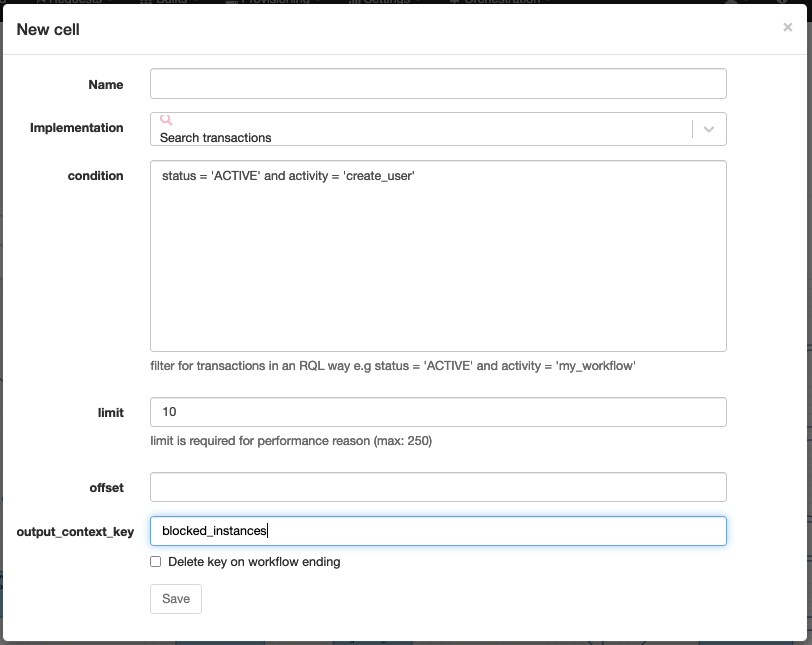 New cell
×
Name
Implementation
Search transactions
condition
status = 'ACTIVE' and activity = 'create_user'
filter for transactions in an RQL way e.g status = 'ACTIVE' and activity = 'my_workflow'
limit
10
limit is required for performance reason (max: 250)
offset
output_context_key
blocked_instances
Delete key on workflow ending
Save